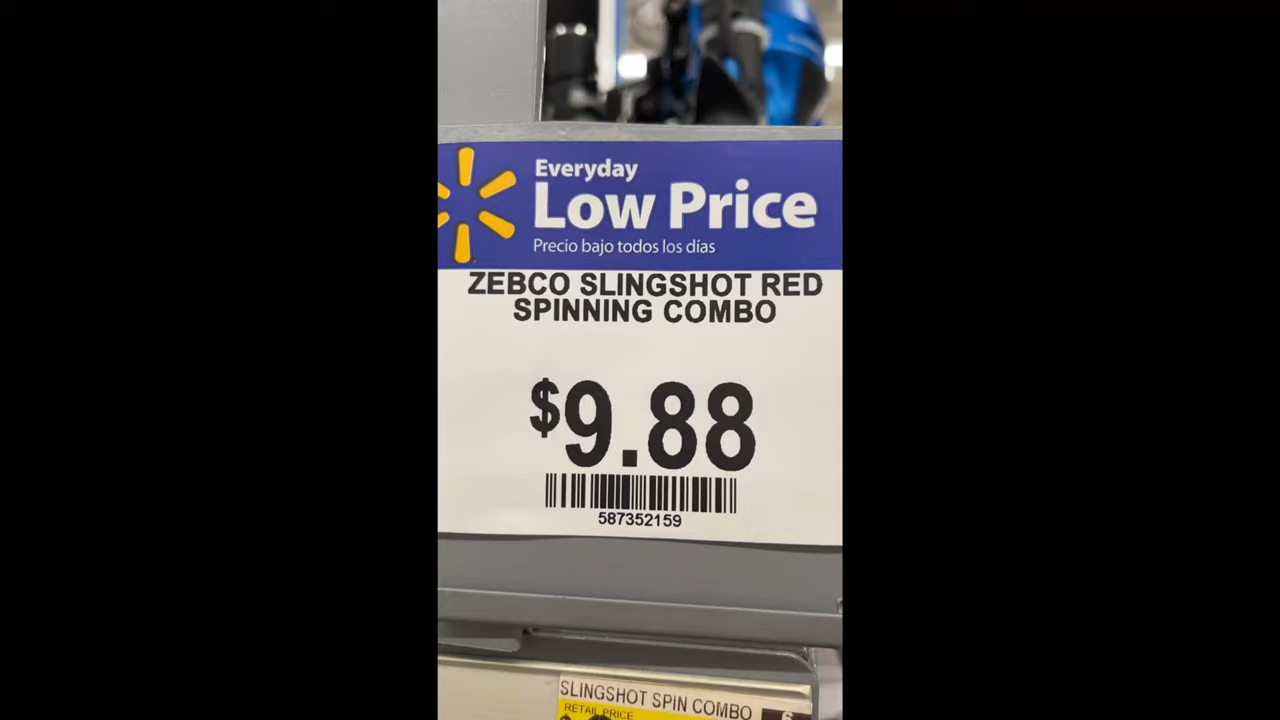 Everyday
Low Price
Precio bajo todos los días
ZEBCO SLINGSHOT RED
SPINNING COMBO
$9.88
587352159
SLINGSHOT SPIN COMBO
RETAIL PRICE